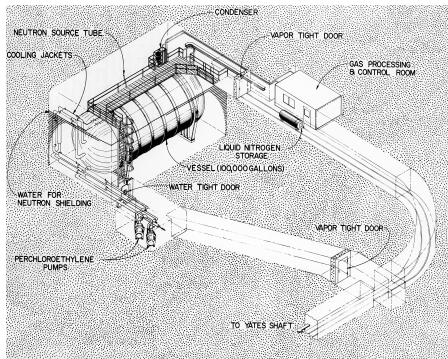 CONDENSER
NEUTRON SOURCE TUBE
VAPOR TIGHT DOOR
COOLING JACKETS
GAS PROCESSING
& CONTROL ROOM
LIQUID NITROGEN
STORAGE
VESSEL (100,000 GALLONS)
WATER TIGHT DOOR
WATER FOR
NEUTRON SHIELDING
VAPOR TIGHT DOOR
PERCHLOROETHYLENE
PUMPS
TO YATES SHAFT